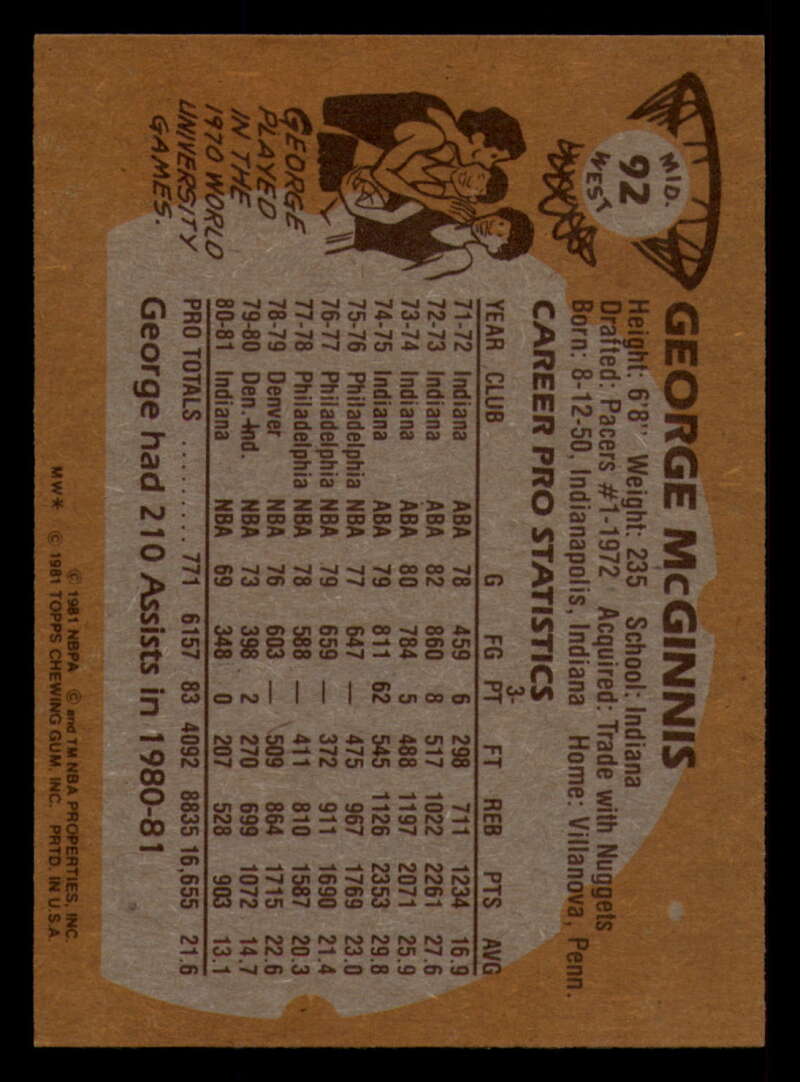 MID.
92
WEST
GEORGE McGINNIS
Height: 6'8" Weight: 235 School: Indiana
Drafted: Pacers #1-1972 Acquired: Trade with Nuggets
Born: 8-12-50, Indianapolis, Indiana Home: Villanova, Penn.
CAREER PRO STATISTICS
3-
YEAR CLUB G FG PT FT REB PTS AVG
71-72 Indiana ABA 78 459 6 298 711 1234 16.9
72-73 Indiana ABA 82 860 8 517 1022 2261 27.6
73-74 Indiana ABA 80 784 5 488 1197 2071 25.9
74-75 Indiana ABA 79 811 62 545 1126 2353 29.8
75-76 Philadelphia NBA 77 647 — 475 967 1769 23.0
76-77 Philadelphia NBA 79 659 — 372 911 1690 21.4
77-78 Philadelphia NBA 78 588 — 411 810 1587 20.3
78-79 Denver NBA 76 603 — 509 864 1715 22.6
79-80 Den.-Ind. NBA 73 398 2 270 699 1072 14.7
80-81 Indiana NBA 69 348 0 207 528 903 13.1
PRO TOTALS .......... 771 6157 83 4092 8835 16,655 21.6
George had 210 Assists in 1980-81
GEORGE
PLAYED
IN THE
1970 WORLD
UNIVERSITY
GAMES.
© 1981 NBPA © and TM NBA PROPERTIES, INC.
MW* © 1981 TOPPS CHEWING GUM, INC. PRTD. IN U.S.A.